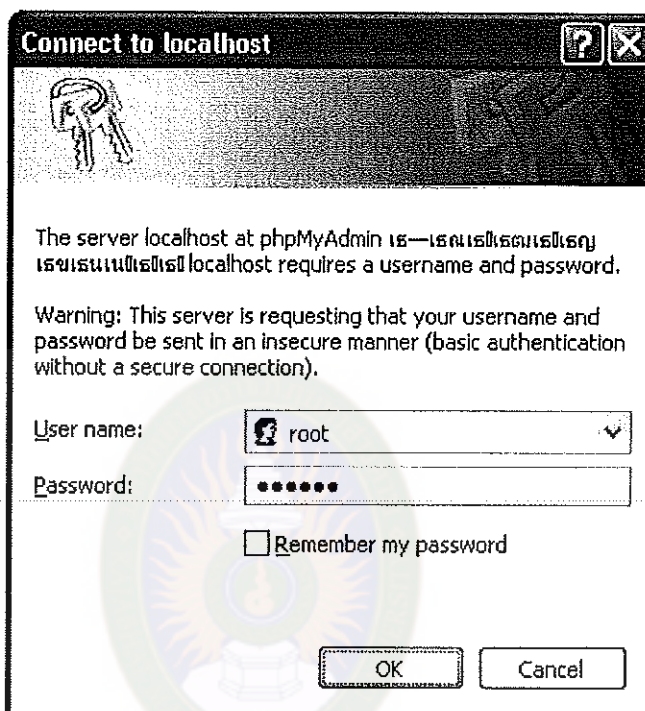 Connect to localhost
The server localhost at phpMyAdmin
localhost requires a username and password.
Warning: This server is requesting that your username and
password be sent in an insecure manner (basic authentication
without a secure connection).
User name:
root
Password:
●●●●●●
Remember my password
OK
Cancel